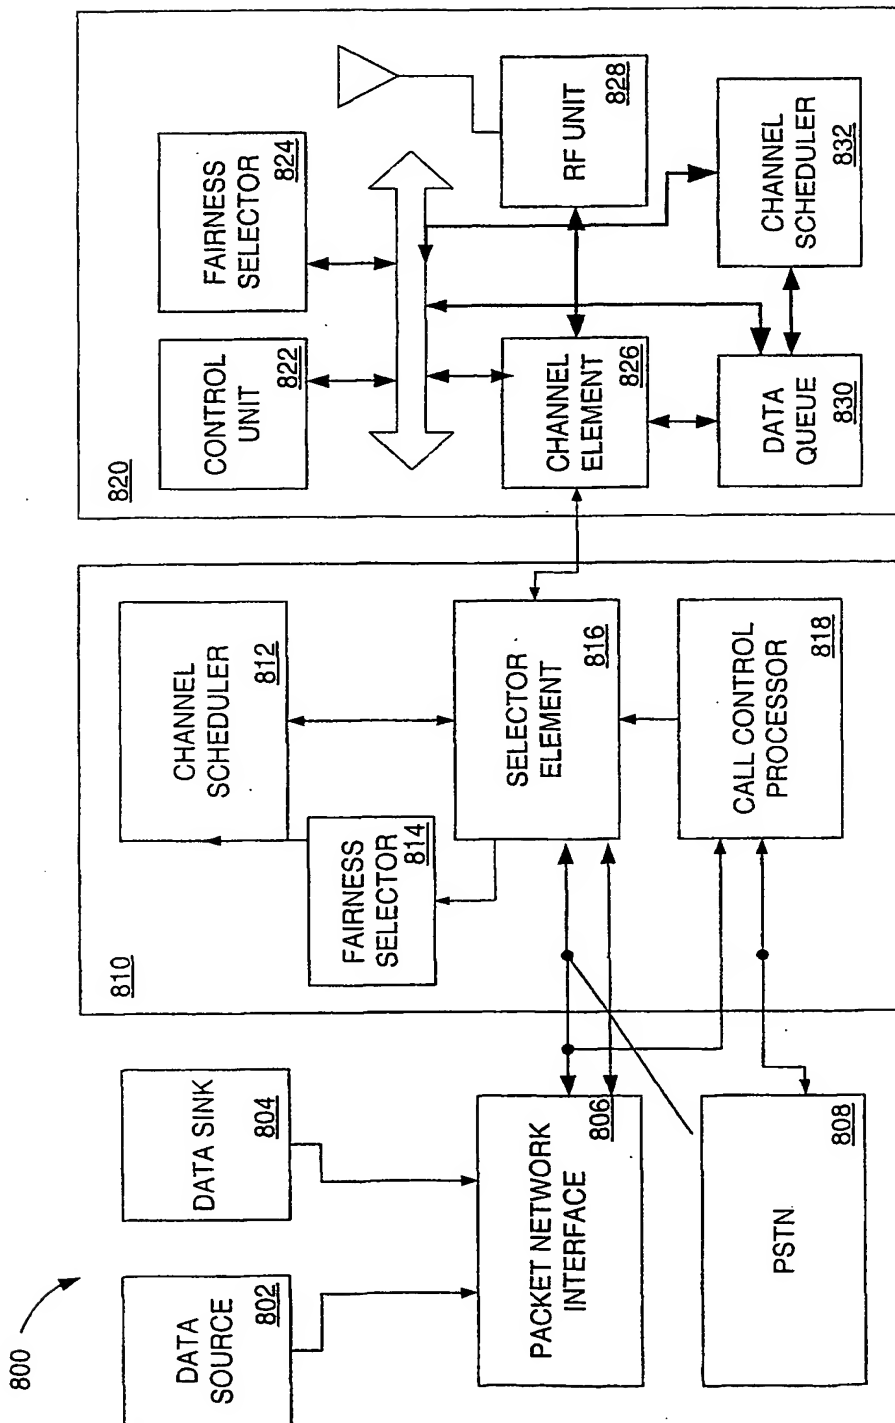 800
DATA
SOURCE
802
DATA SINK
804
PACKET NETWORK
INTERFACE
806
PSTN
808
810
CHANNEL
SCHEDULER
812
FAIRNESS
SELECTOR
814
SELECTOR
ELEMENT
816
CALL CONTROL
PROCESSOR
818
820
CONTROL
UNIT
822
FAIRNESS
SELECTOR
824
CHANNEL
ELEMENT
826
RF UNIT
828
DATA
QUEUE
830
CHANNEL
SCHEDULER
832